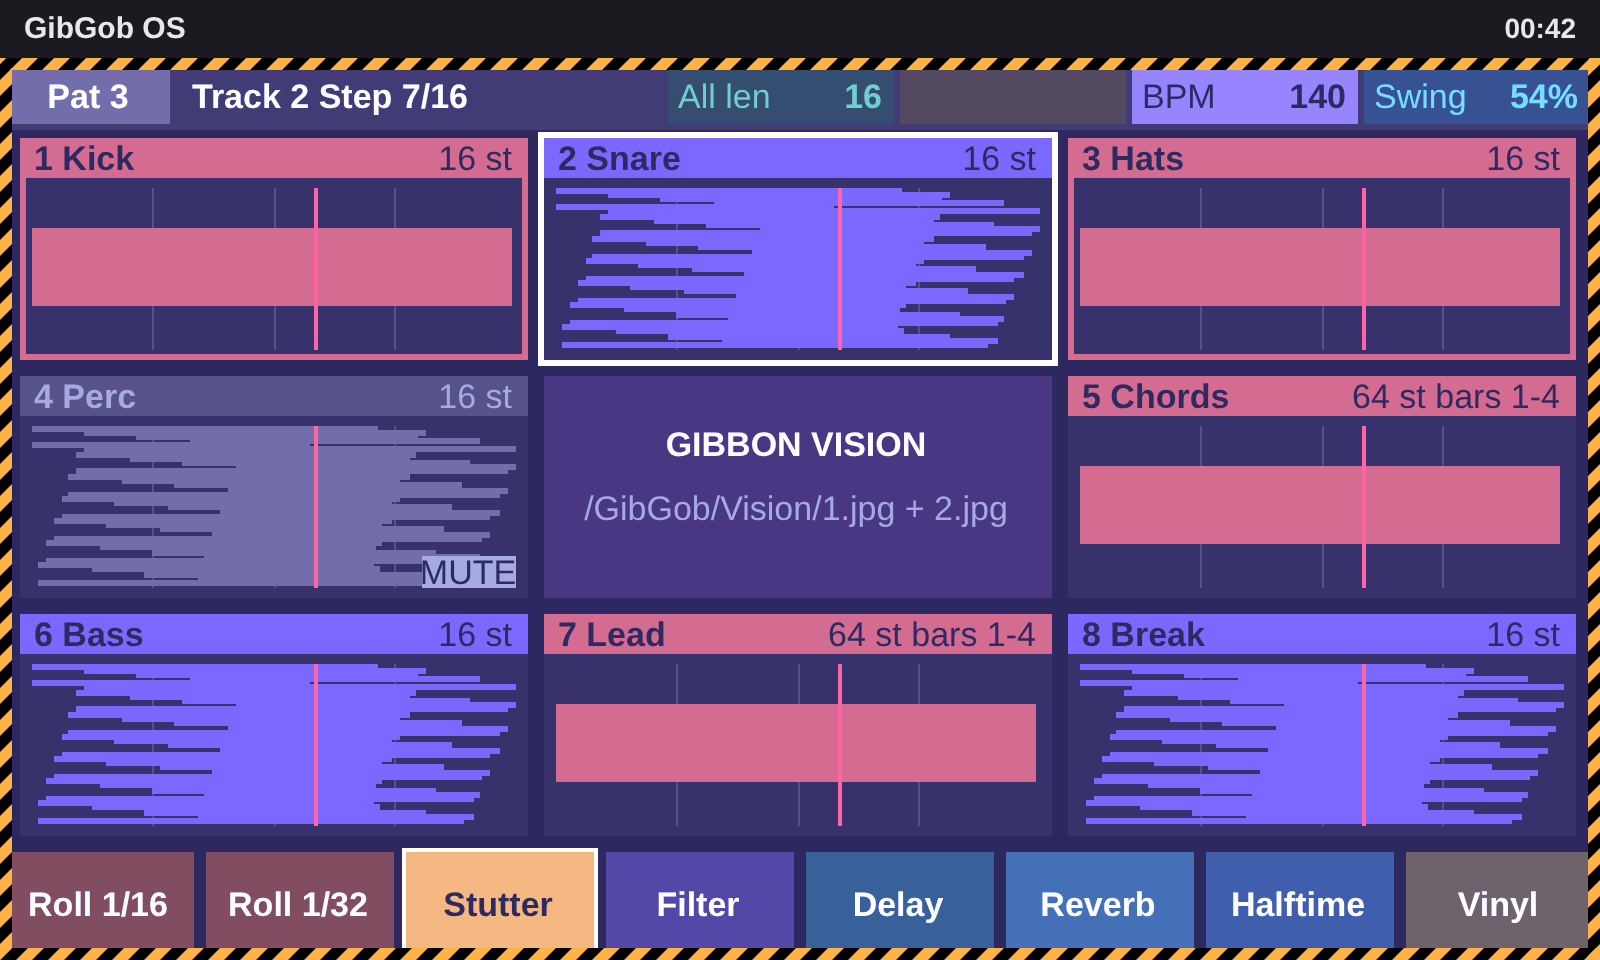 GibGob OS 00:42
Pat 3 Track 2 Step 7/16 All len 16 BPM 140 Swing 54%
1 Kick 16 st 2 Snare 16 st 3 Hats 16 st
4 Perc 16 st 5 Chords 64 st bars 1-4
GIBBON VISION
/GibGob/Vision/1.jpg + 2.jpg
MUTE
6 Bass 16 st 7 Lead 64 st bars 1-4 8 Break 16 st
Roll 1/16 Roll 1/32 Stutter Filter Delay Reverb Halftime Vinyl